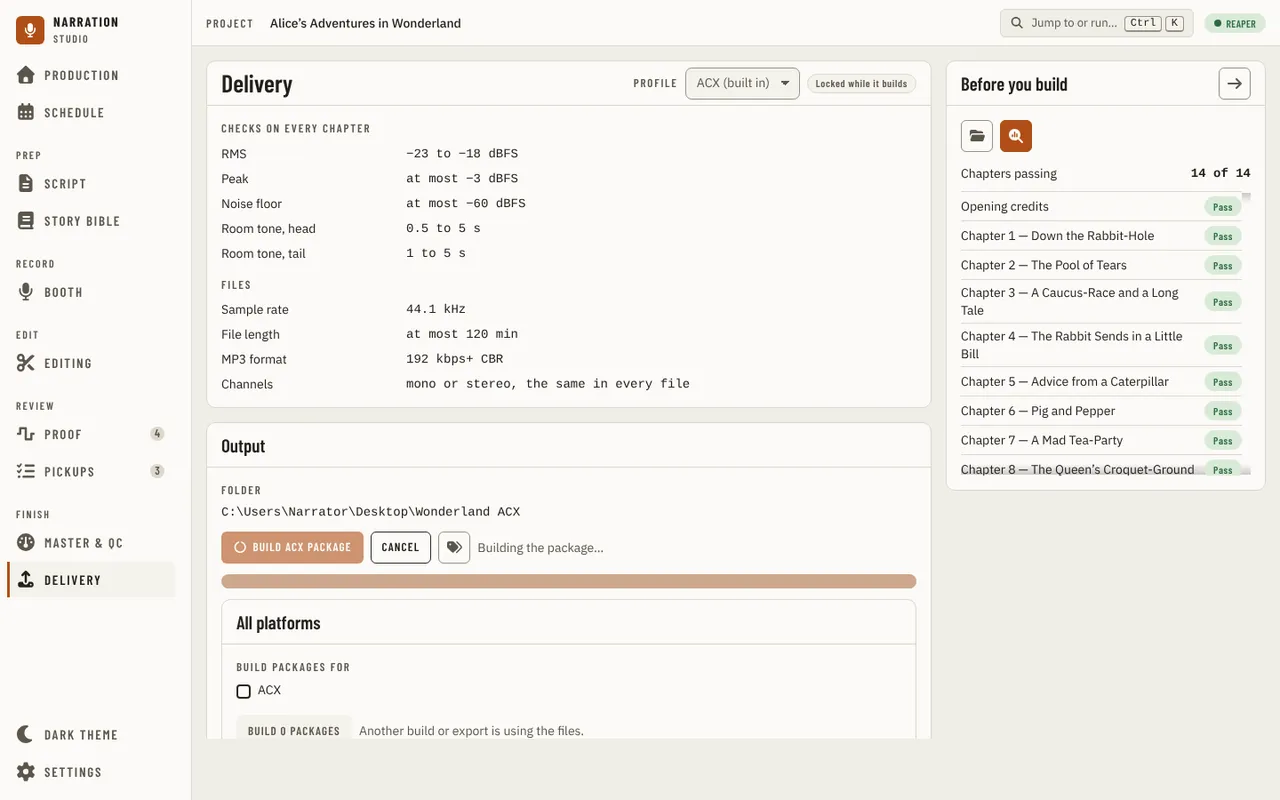 NARRATION
STUDIO
PRODUCTION
SCHEDULE
PREP
SCRIPT
STORY BIBLE
RECORD
BOOTH
EDIT
EDITING
REVIEW
PROOF 4
PICKUPS 3
FINISH
MASTER & QC
DELIVERY
DARK THEME
SETTINGS
PROJECT Alice’s Adventures in Wonderland
Jump to or run… Ctrl K
REAPER
Delivery
PROFILE ACX (built in) Locked while it builds
CHECKS ON EVERY CHAPTER
RMS −23 to −18 dBFS
Peak at most −3 dBFS
Noise floor at most −60 dBFS
Room tone, head 0.5 to 5 s
Room tone, tail 1 to 5 s
FILES
Sample rate 44.1 kHz
File length at most 120 min
MP3 format 192 kbps+ CBR
Channels mono or stereo, the same in every file
Output
FOLDER
C:\Users\Narrator\Desktop\Wonderland ACX
BUILD ACX PACKAGE CANCEL Building the package…
All platforms
BUILD PACKAGES FOR
ACX
BUILD 0 PACKAGES Another build or export is using the files.
Before you build
Chapters passing 14 of 14
Opening credits Pass
Chapter 1 — Down the Rabbit-Hole Pass
Chapter 2 — The Pool of Tears Pass
Chapter 3 — A Caucus-Race and a Long
Tale Pass
Chapter 4 — The Rabbit Sends in a Little
Bill Pass
Chapter 5 — Advice from a Caterpillar Pass
Chapter 6 — Pig and Pepper Pass
Chapter 7 — A Mad Tea-Party Pass
Chapter 8 — The Queen’s Croquet-Ground Pass